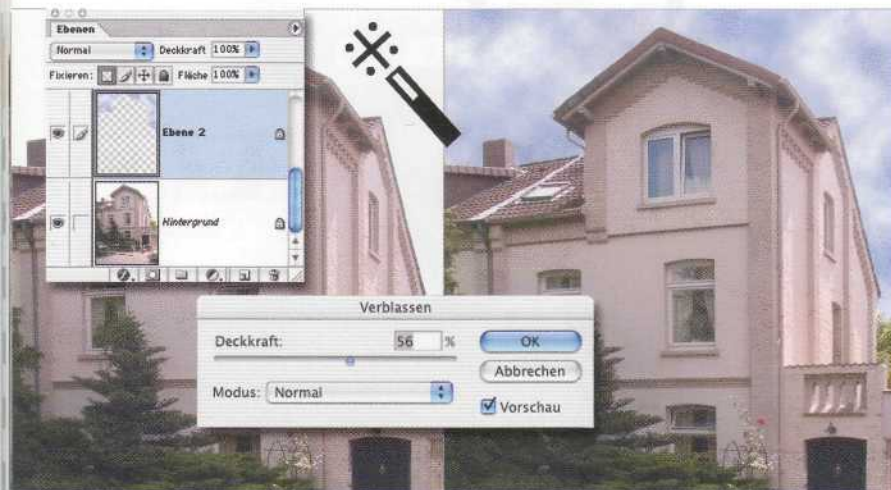 Ebenen
Normal Deckkraft 100%
Fixieren: Fläche 100%
Ebene 2
Hintergrund
Verblassen
Deckkraft: 56 % OK
Abbrechen
Modus: Normal
Vorschau